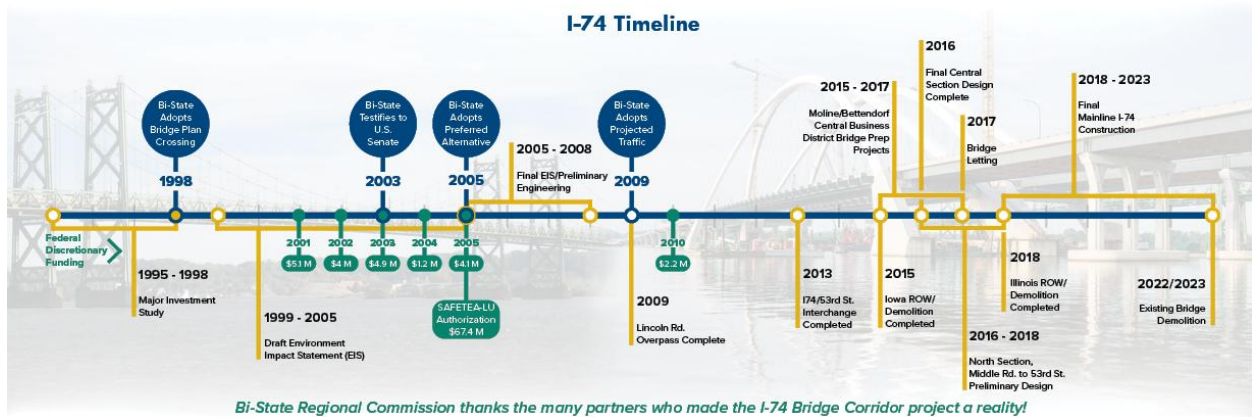 I-74 Timeline
Bi-State
Adopts
Bridge Plan
Crossing
1998
Bi-State
Testifies to
U.S.
Senate
2003
Bi-State
Adopts
Preferred
Alternative
2005
2005 - 2008
Final EIS/Preliminary
Engineering
Bi-State
Adopts
Projected
Traffic
2009
2015 - 2017
Moline/Bettendorf
Central Business
District Bridge Prep
Projects
2016
Final Central
Section Design
Complete
2017
Bridge
Letting
2018 - 2023
Final
Mainline I-74
Construction
Federal
Discretionary
Funding
1995 - 1998
Major Investment
Study
1999 - 2005
Draft Environment
Impact Statement (EIS)
2001
$5.1 M
2002
$4 M
2003
$4.9 M
2004
$1.2 M
2005
$4.1 M
SAFETEA-LU
Authorization
$67.4 M
2009
Lincoln Rd.
Overpass Complete
2010
$2.2 M
2013
I74/53rd St.
Interchange
Completed
2015
Iowa ROW/
Demolition
Completed
2016 - 2018
North Section,
Middle Rd. to 53rd St.
Preliminary Design
2018
Illinois ROW/
Demolition
Completed
2022/2023
Existing Bridge
Demolition
Bi-State Regional Commission thanks the many partners who made the I-74 Bridge Corridor project a reality!